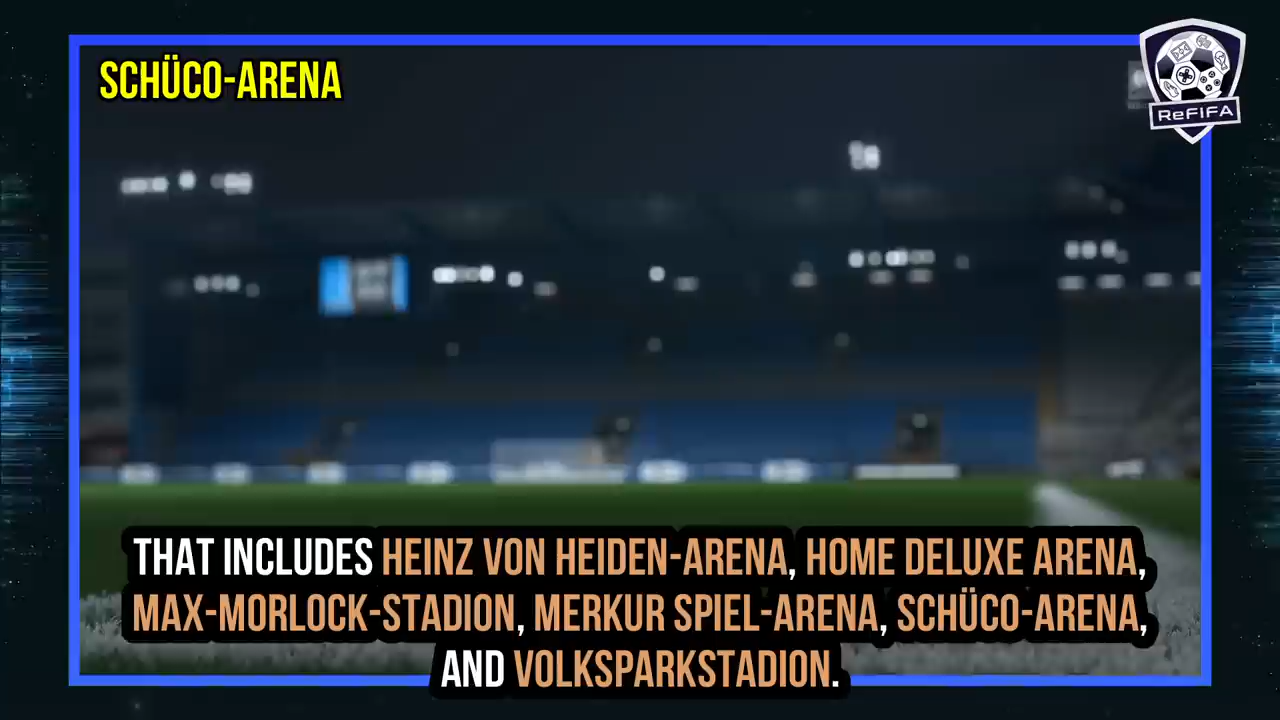 SCHÜCO-ARENA
ReFIFA
THAT INCLUDES HEINZ VON HEIDEN-ARENA, HOME DELUXE ARENA,
MAX-MORLOCK-STADION, MERKUR SPIEL-ARENA, SCHÜCO-ARENA,
AND VOLKSPARKSTADION.